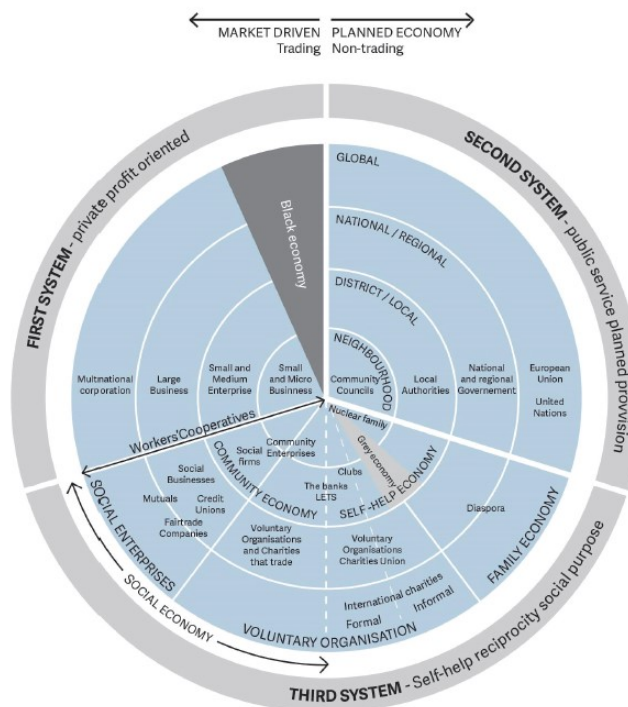 MARKET DRIVEN
Trading
PLANNED ECONOMY
Non-trading
FIRST SYSTEM - private profit oriented
SECOND SYSTEM - public service planned provvision
Black economy
GLOBAL
NATIONAL / REGIONAL
DISTRICT / LOCAL
NEIGHBOURHOOD
Multnational
corporation
Large
Business
Small and
Medium
Enterprise
Small
and Micro
Businness
Community
Councils
Local
Authorities
National
and regional
Governement
European
Union
United
Nations
Nuclear family
Workers'Cooperatives
Community
Enterprises
Social
firms
Grey economy
Clubs
Social
Businesses
COMMUNITY ECONOMY
The banks
LETS
SELF-HELP ECONOMY
Mutuals
Credit
Unions
Fairtrade
Companies
Diaspora
Voluntary
Organisations
and Charities
that trade
Voluntary
Organisations
Charities Union
SOCIAL ENTERPRISES
FAMILY ECONOMY
International charities
Formal
Informal
SOCIAL ECONOMY
VOLUNTARY ORGANISATION
THIRD SYSTEM - Self-help reciprocity social purpose